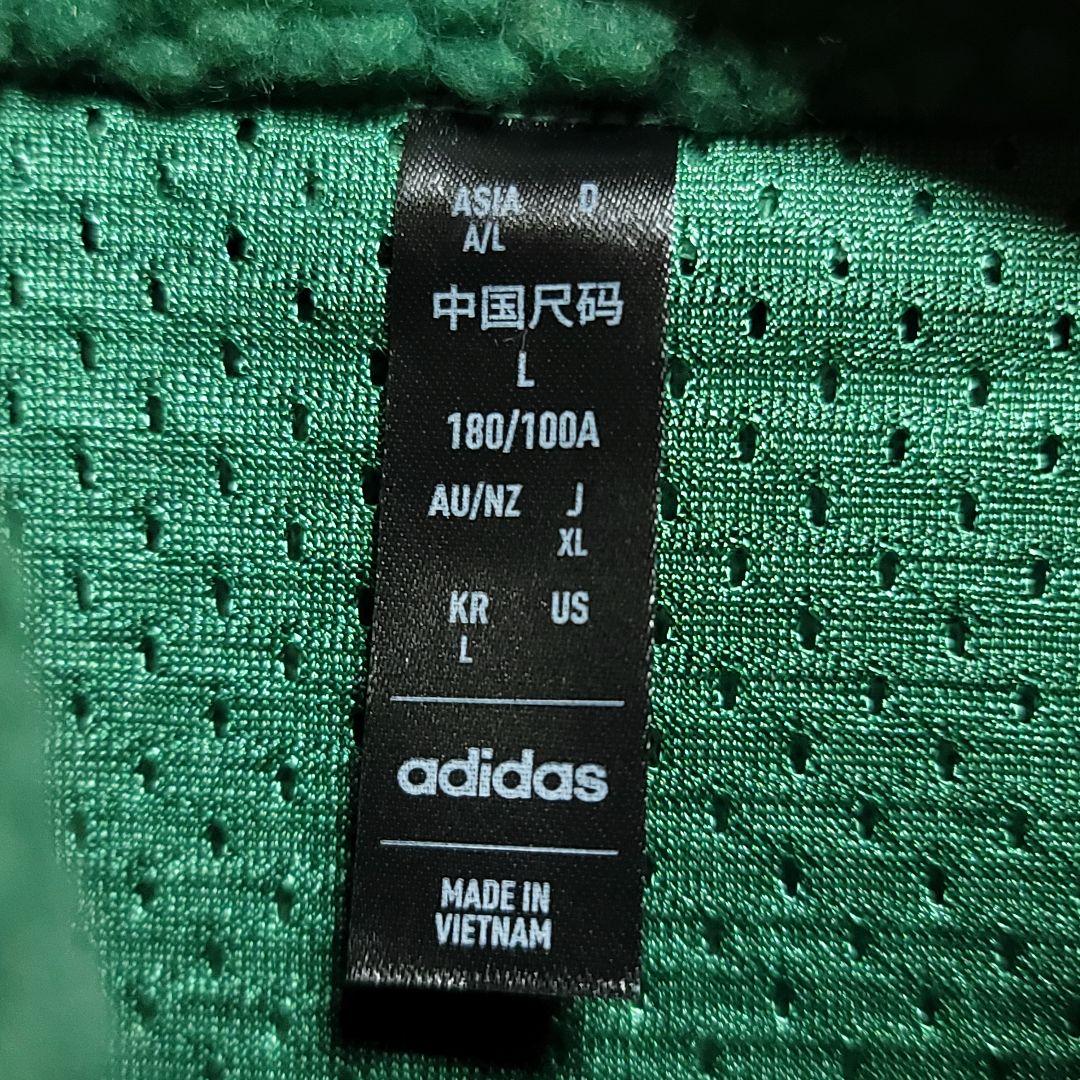 ASIA D
A/L
中国尺码
L
180/100A
AU/NZ J
XL
KR US
L
adidas
MADE IN
VIETNAM